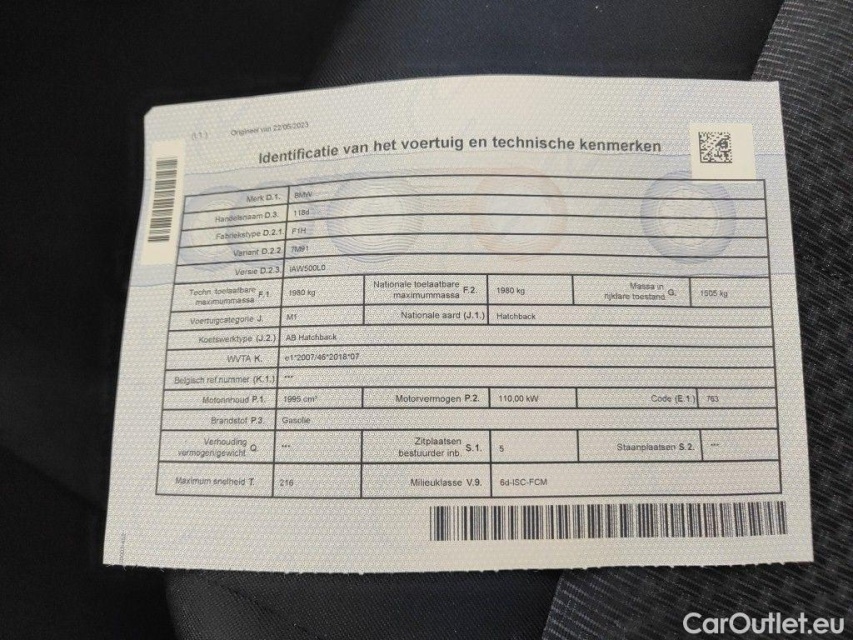 (I.1.) Origineel van 22/05/2023
Identificatie van het voertuig en technische kenmerken
Merk D.1. BMW
Handelsnaam D.3. 118d
Fabriekstype D.2.1. F1H
Variant D.2.2. 7M91
Versie D.2.3. IAW500L0
Techn. toelaatbare maximummassa F.1. 1980 kg Nationale toelaatbare maximummassa F.2. 1980 kg Massa in rijklare toestand G. 1505 kg
Voertuigcategorie J. M1 Nationale aard (J.1.) Hatchback
Koetswerktype (J.2.) AB Hatchback
WVTA K. e1*2007/46*2018*07
Belgisch ref.nummer (K.1.) ***
Motorinhoud P.1. 1995 cm³ Motorvermogen P.2. 110,00 kW Code (E.1.) 763
Brandstof P.3. Gasolie
Verhouding vermogen/gewicht Q. *** Zitplaatsen bestuurder inb. S.1. 5 Staanplaatsen S.2. ***
Maximum snelheid T. 216 Milieuklasse V.9. 6d-ISC-FCM
CarOutlet.eu